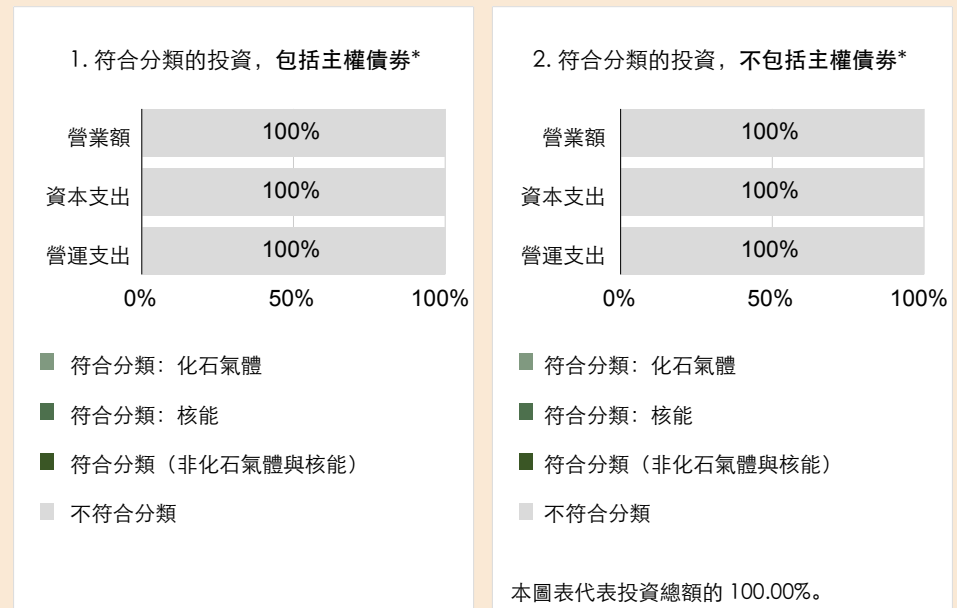 1. 符合分類的投資，包括主權債劵*
營業額 100%
資本支出 100%
營運支出 100%
0% 50% 100%
符合分類：化石氣體
符合分類：核能
符合分類（非化石氣體與核能）
不符合分類
2. 符合分類的投資，不包括主權債劵*
營業額 100%
資本支出 100%
營運支出 100%
0% 50% 100%
符合分類：化石氣體
符合分類：核能
符合分類（非化石氣體與核能）
不符合分類
本圖表代表投資總額的 100.00%。